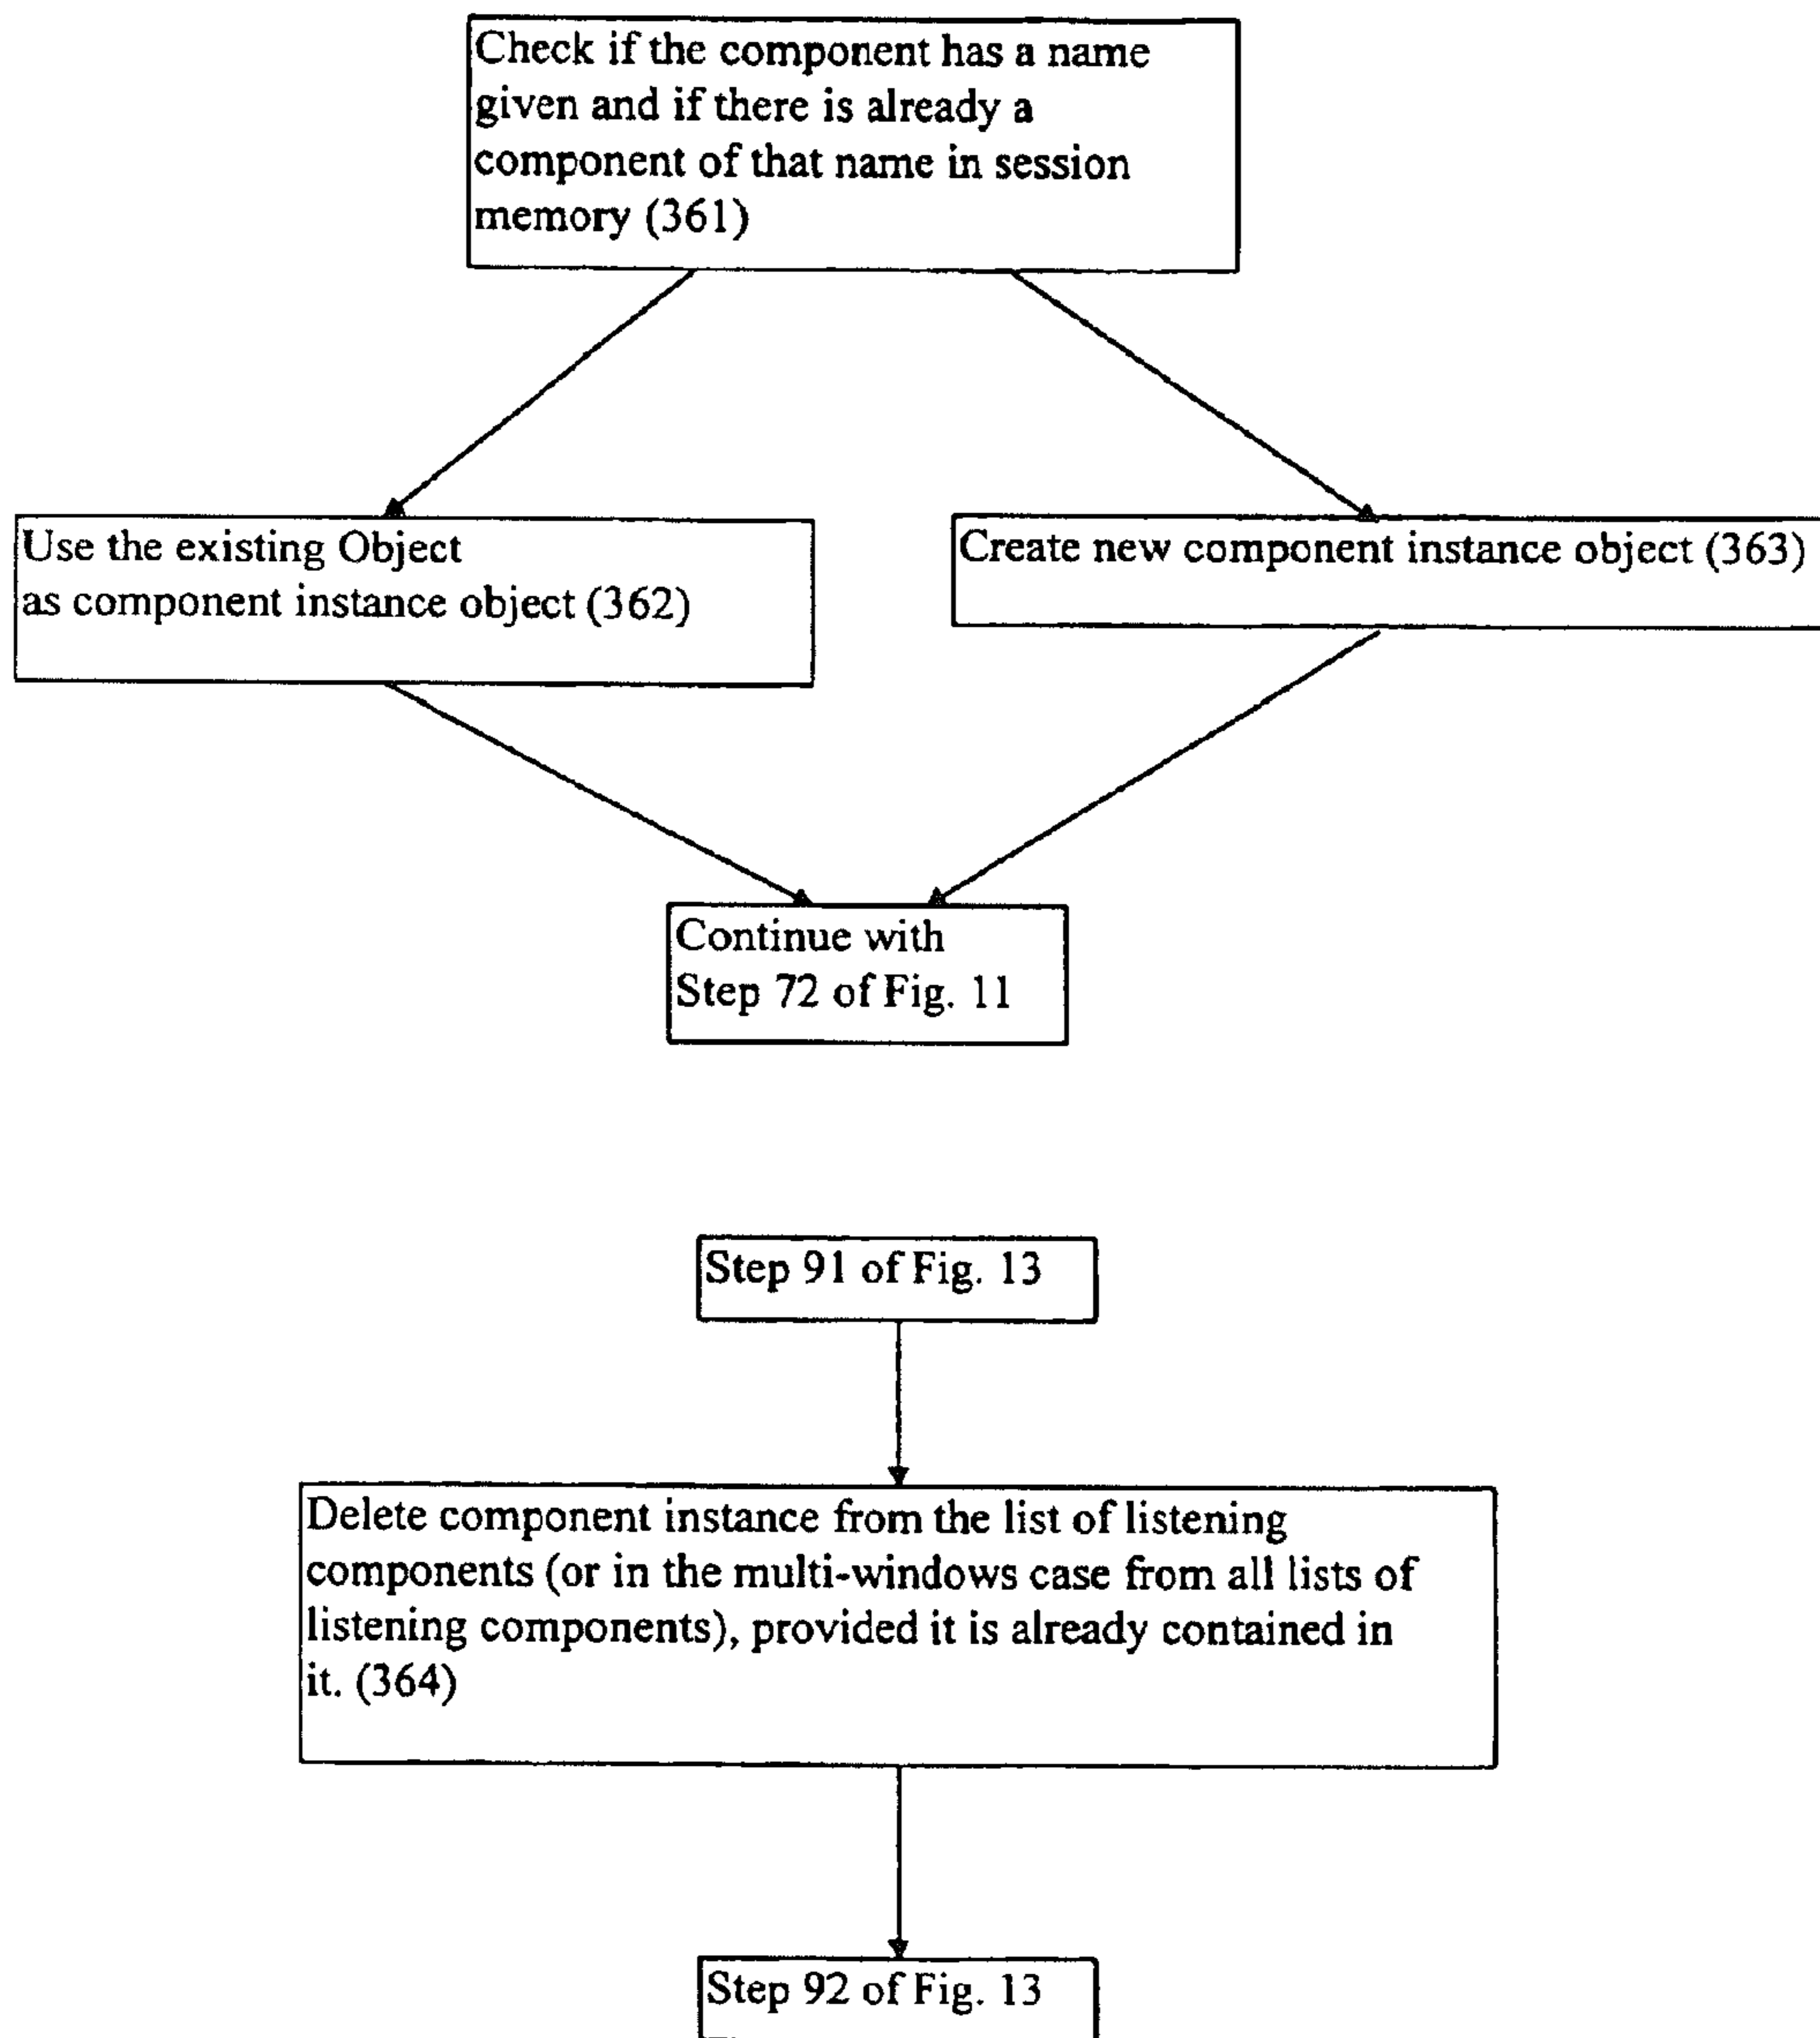 Check if the component has a name
given and if there is already a
component of that name in session
memory (361)
Use the existing Object
as component instance object (362)
Create new component instance object (363)
Continue with
Step 72 of Fig. 11
Step 91 of Fig. 13
Delete component instance from the list of listening
components (or in the multi-windows case from all lists of
listening components), provided it is already contained in
it. (364)
Step 92 of Fig. 13